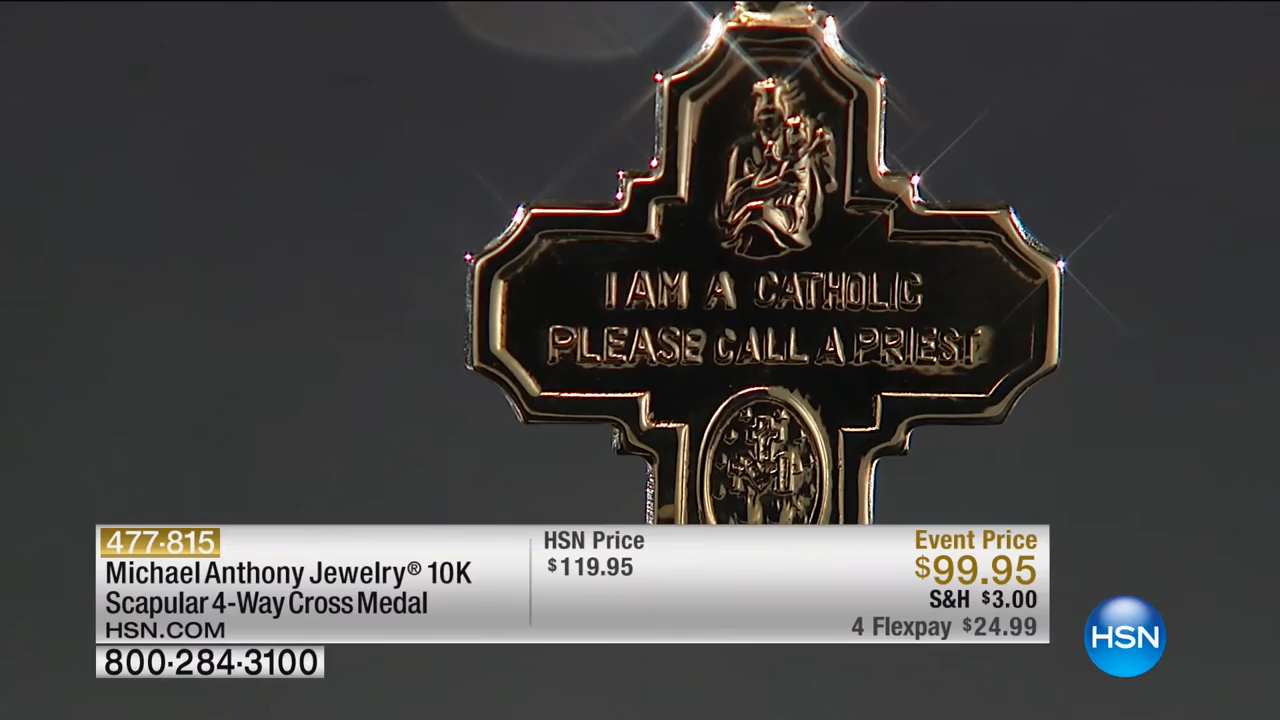 I AM A CATHOLIC
PLEASE CALL A PRIEST
477-815
Michael Anthony Jewelry® 10K
Scapular 4-Way Cross Medal
HSN.COM
800-284-3100
HSN Price
$119.95
Event Price
$99.95
S&H $3.00
4 Flexpay $24.99
HSN